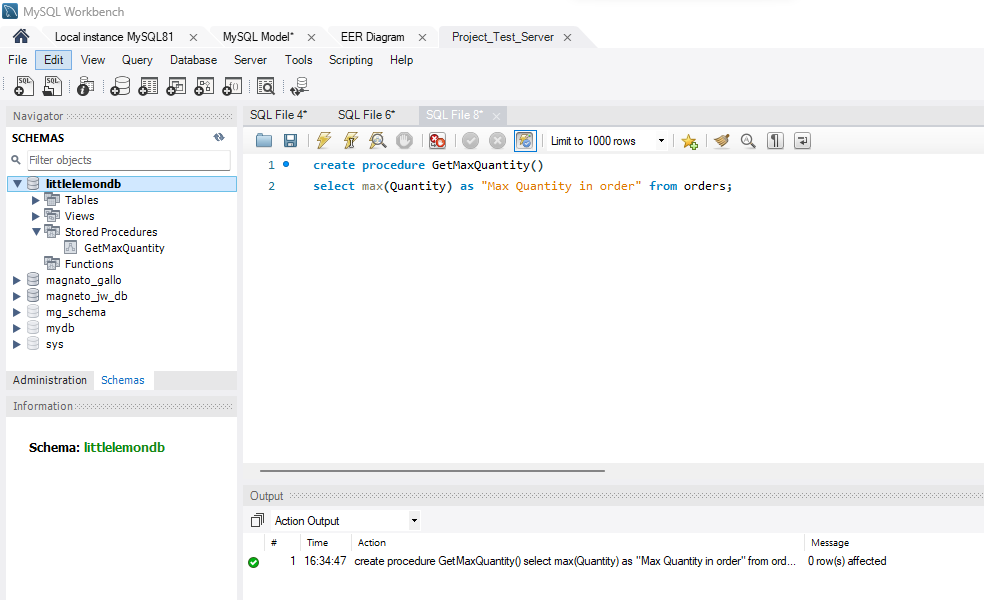 MySQL Workbench
Local instance MySQL81 MySQL Model* EER Diagram Project_Test_Server
File Edit View Query Database Server Tools Scripting Help
Navigator
SCHEMAS
Filter objects
littlelemondb
Tables
Views
Stored Procedures
GetMaxQuantity
Functions
magnato_gallo
magneto_jw_db
mg_schema
mydb
sys
Administration Schemas
Information
Schema: littlelemondb
SQL File 4* SQL File 6* SQL File 8*
Limit to 1000 rows
1 create procedure GetMaxQuantity()
2 select max(Quantity) as "Max Quantity in order" from orders;
Output
Action Output
# Time Action Message
1 16:34:47 create procedure GetMaxQuantity() select max(Quantity) as "Max Quantity in order" from ord... 0 row(s) affected